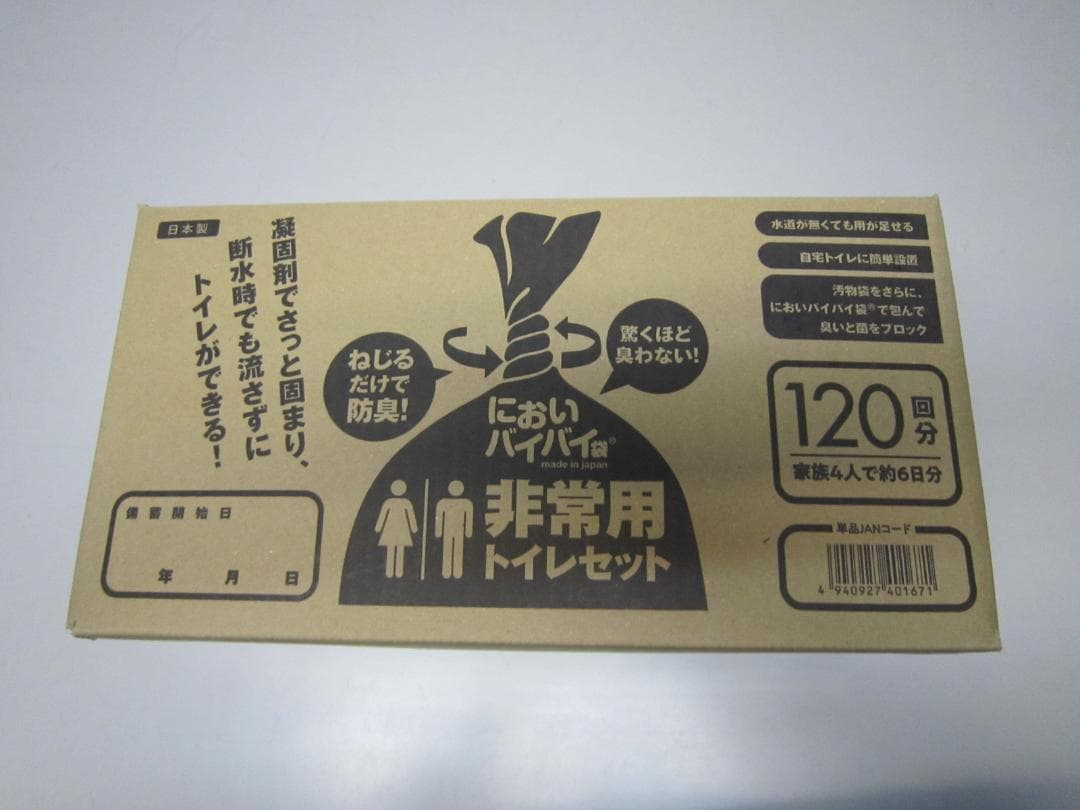 日本製
凝固剤でさっと固まり、
断水時でも流さずに
トイレができる!
ねじる
だけで
防臭!
驚くほど
臭わない!
におい
バイバイ袋®
made in japan
非常用
トイレセット
水道が無くても用が足せる
自宅トイレに簡単設置
汚物袋をさらに、
においバイバイ袋®で包んで
臭いと菌をブロック
120回分
家族4人で約6日分
備蓄開始日
年 月 日
単品JANコード
4 940927 401671